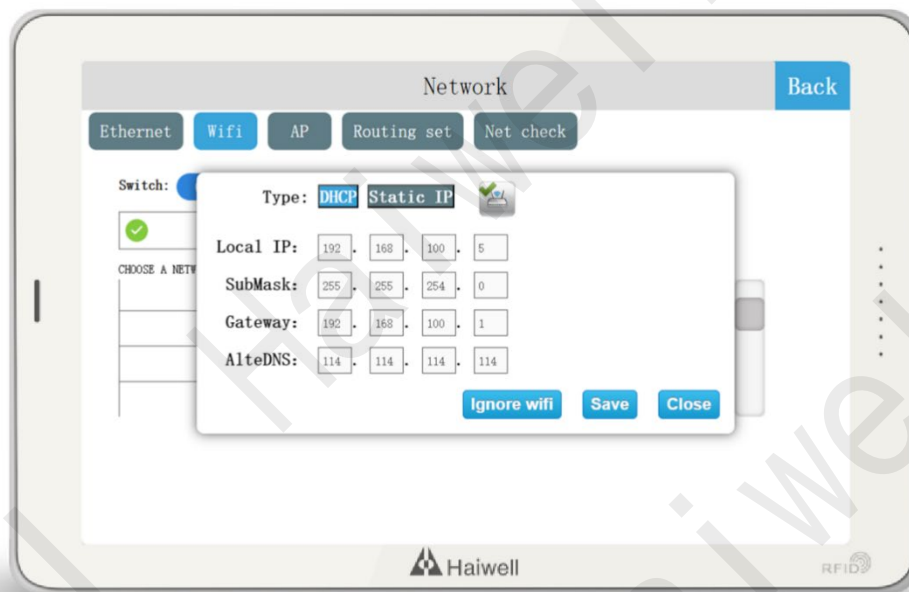 Network
Back
Ethernet
Wifi
AP
Routing set
Net check
Switch:
Type: DHCP Static IP
CHOOSE A NETW
Local IP: 192 . 168 . 100 . 5
SubMask: 255 . 255 . 254 . 0
Gateway: 192 . 168 . 100 . 1
AlteDNS: 114 . 114 . 114 . 114
Ignore wifi
Save
Close
Haiwell
RFID
Haiwell